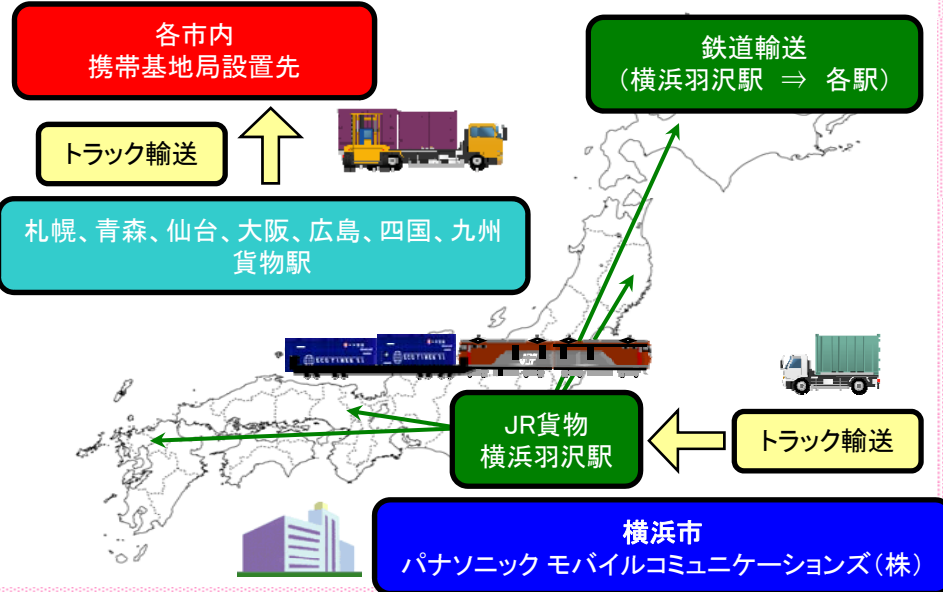 各市内
携帯基地局設置先
鉄道輸送
（横浜羽沢駅 ⇒ 各駅）
トラック輸送
札幌、青森、仙台、大阪、広島、四国、九州
貨物駅
JR貨物
横浜羽沢駅
トラック輸送
横浜市
パナソニック モバイルコミュニケーションズ（株）